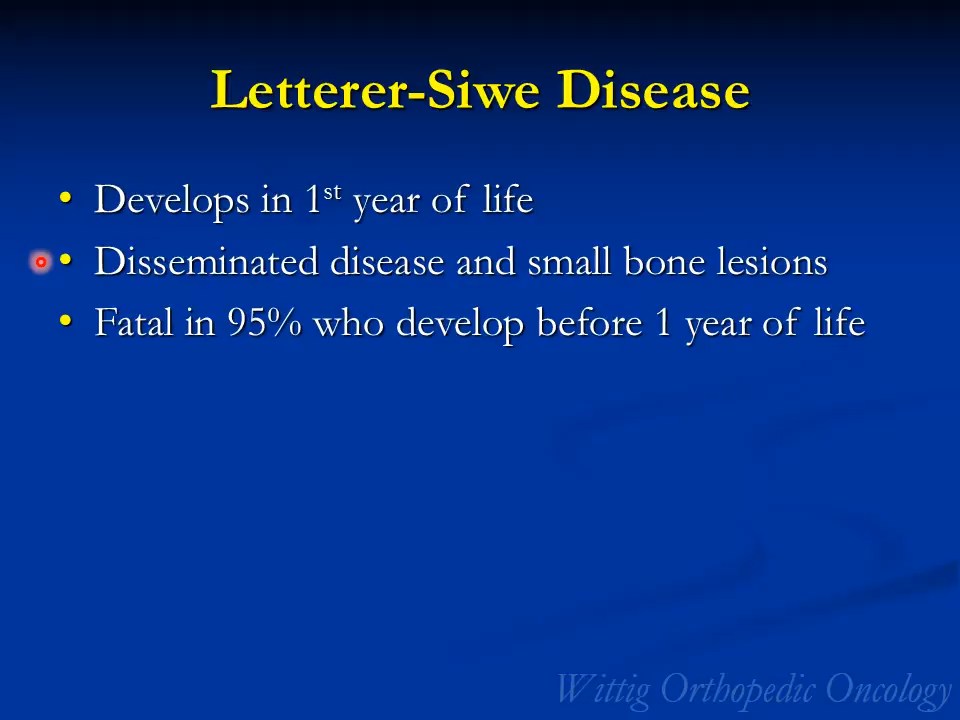 Letterer-Siwe Disease
• Develops in 1st year of life
• Disseminated disease and small bone lesions
• Fatal in 95% who develop before 1 year of life
Wittig Orthopedic Oncology